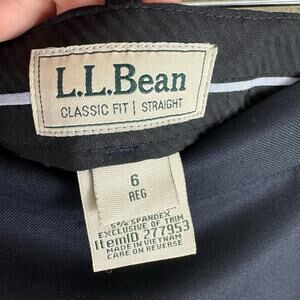 L.L.Bean
CLASSIC FIT | STRAIGHT
6
REG
5% SPANDEX
EXCLUSIVE OF TRIM
ItemID 277953
MADE IN VIETNAM
CARE ON REVERSE